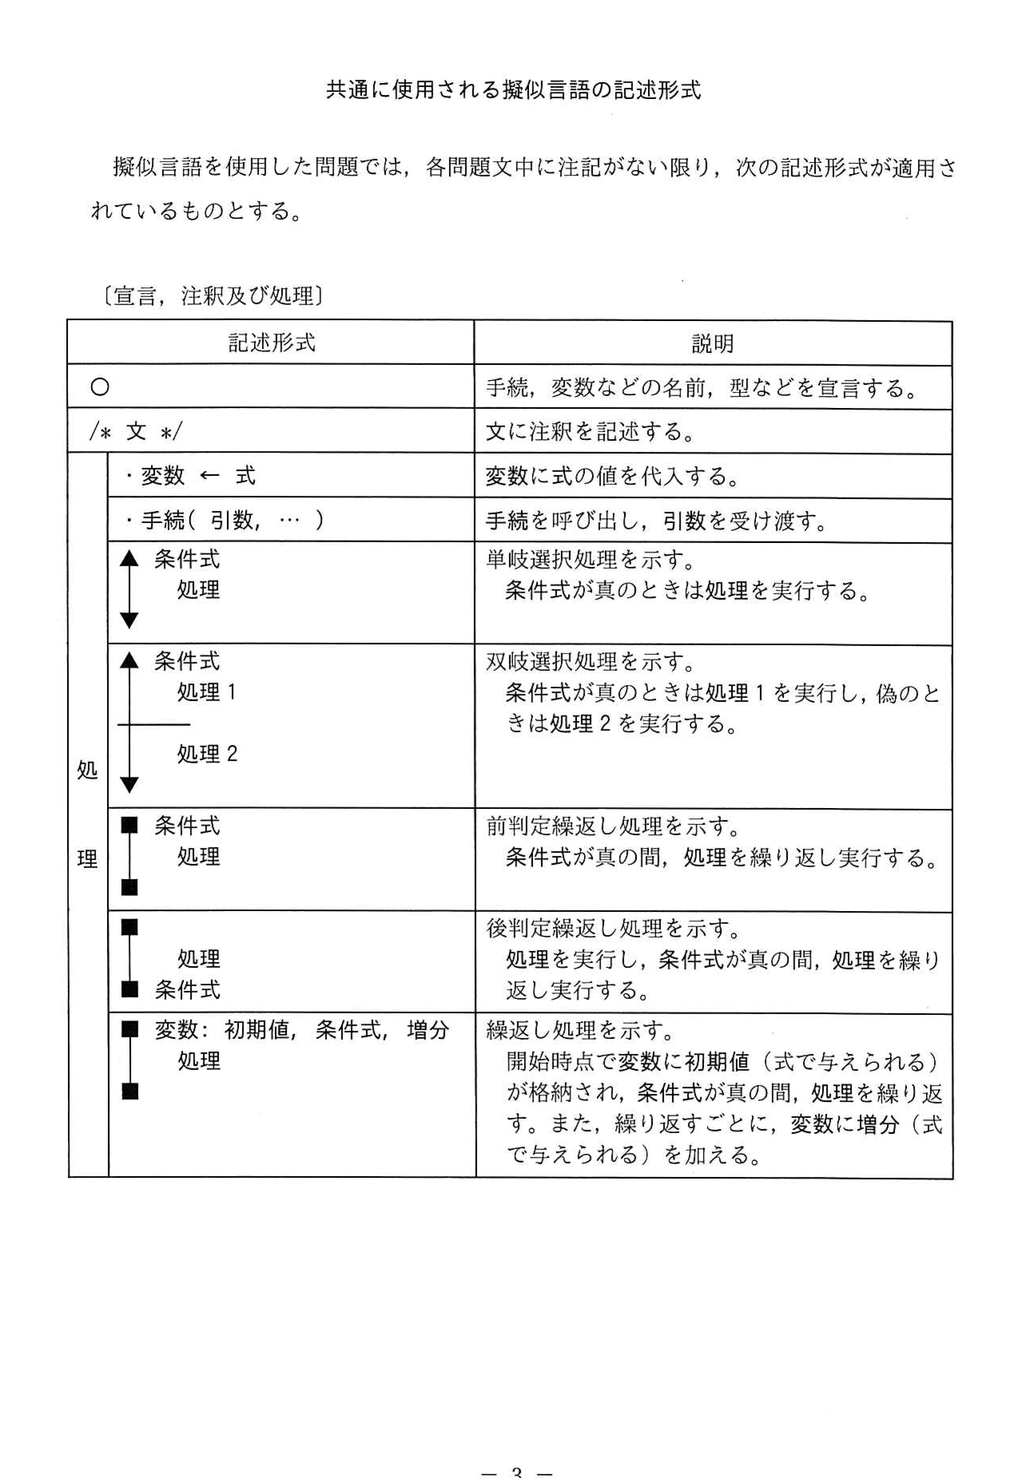 共通に使用される擬似言語の記述形式
擬似言語を使用した問題では，各問題文中に注記がない限り，次の記述形式が適用さ
れているものとする。
〔宣言，注釈及び処理〕
記述形式 説明
○ 手続，変数などの名前，型などを宣言する。
/* 文 */ 文に注釈を記述する。
処理
・変数 ← 式 変数に式の値を代入する。
・手続( 引数, … ) 手続を呼び出し，引数を受け渡す。
▲ 条件式 単岐選択処理を示す。
処理 条件式が真のときは処理を実行する。
▼
▲ 条件式 双岐選択処理を示す。
処理 1 条件式が真のときは処理 1 を実行し，偽のと
きは処理 2 を実行する。
処理 2
▼
■ 条件式 前判定繰返し処理を示す。
処理 条件式が真の間，処理を繰り返し実行する。
■
■ 後判定繰返し処理を示す。
処理 処理を実行し，条件式が真の間，処理を繰り
■ 条件式 返し実行する。
■ 変数: 初期値, 条件式, 増分 繰返し処理を示す。
処理 開始時点で変数に初期値（式で与えられる）
■ が格納され，条件式が真の間，処理を繰り返
す。また，繰り返すごとに，変数に増分（式
で与えられる）を加える。
― 3 ―